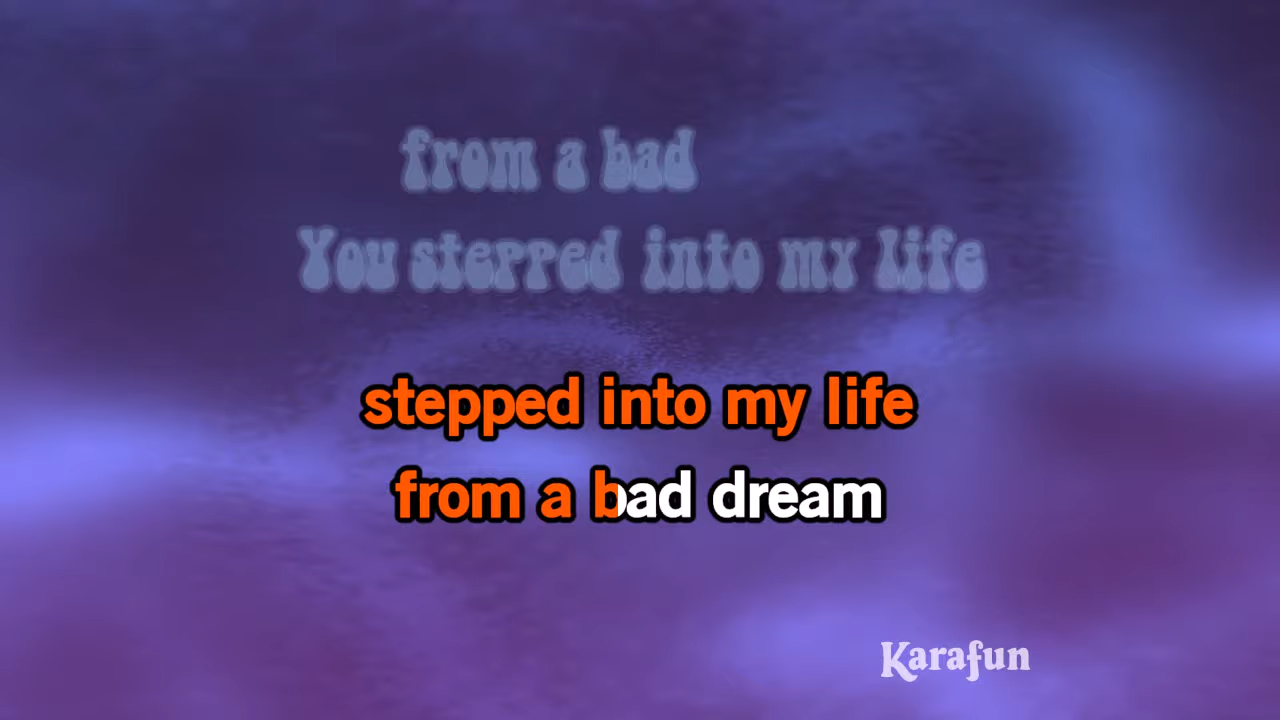 from a bad
You stepped into my life
stepped into my life
from a bad dream
Karafun